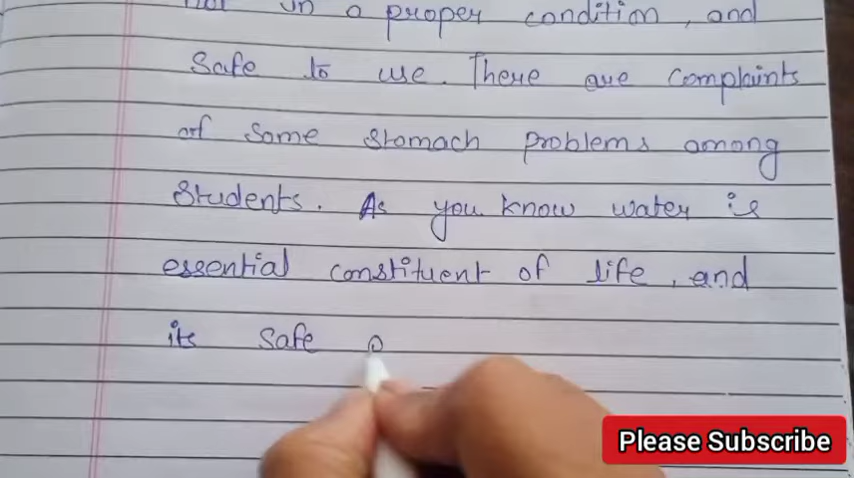 not in a proper condition, and
Safe to use. There are complaints
of some stomach problems among
Students. As you know water is
essential constituent of life, and
its safe
Please Subscribe